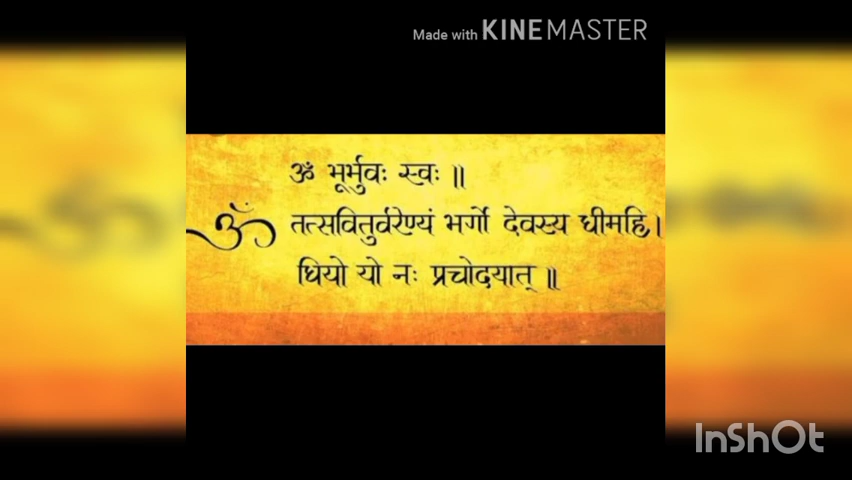 Made with KINEMASTER
ॐ भूर्भुवः स्वः ॥
ॐ तत्सवितुर्वरेण्यं भर्गो देवस्य धीमहि।
धियो यो नः प्रचोदयात् ॥
InShOt